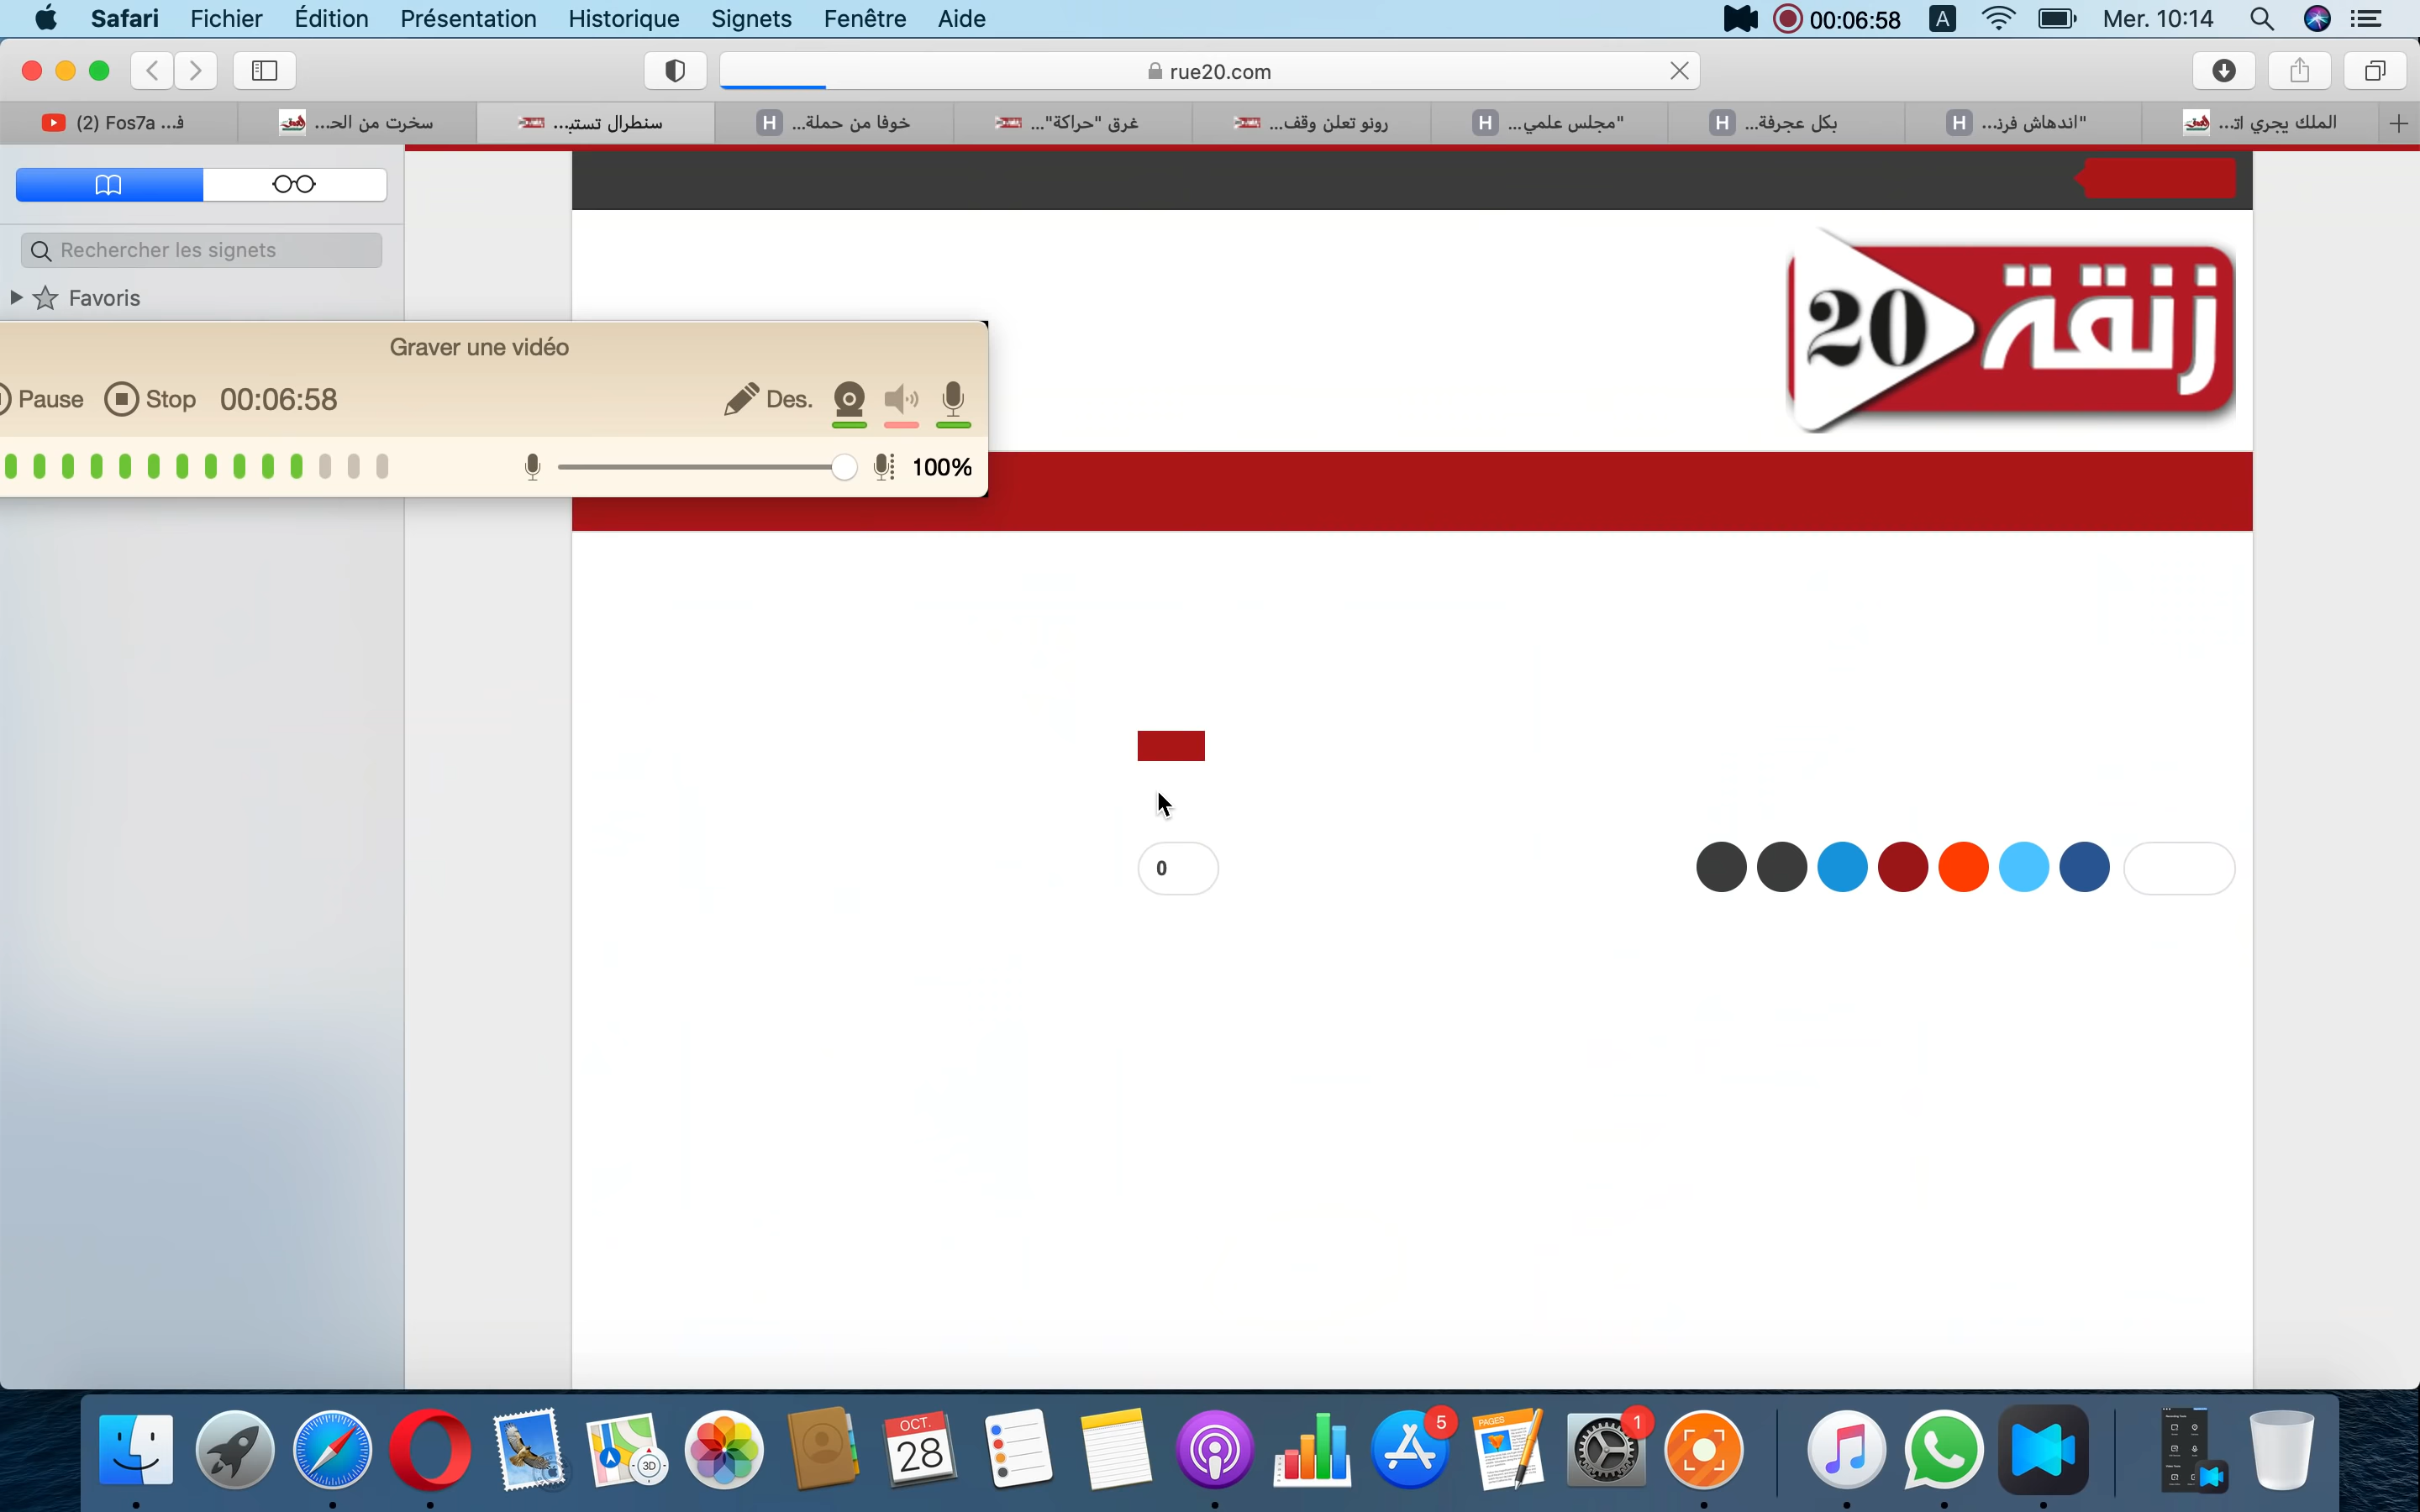 Safari Fichier Édition Présentation Historique Signets Fenêtre Aide 00:06:58 A Mer. 10:14
rue20.com
(2) Fos7a ...ف
سخرت من الحـ...
سنطرال تستنـ...
خوفا من حملة...
غرق "حراكة"...
رونو تعلن وقف...
"مجلس علمي...
بكل عجرفة...
"اندهاش فرنـ...
الملك يجري اتـ...
Rechercher les signets
Favoris
زنقة 20
Graver une vidéo
Pause Stop 00:06:58 Des.
100%
0
OCT.
28
3D
5
PAGES
1